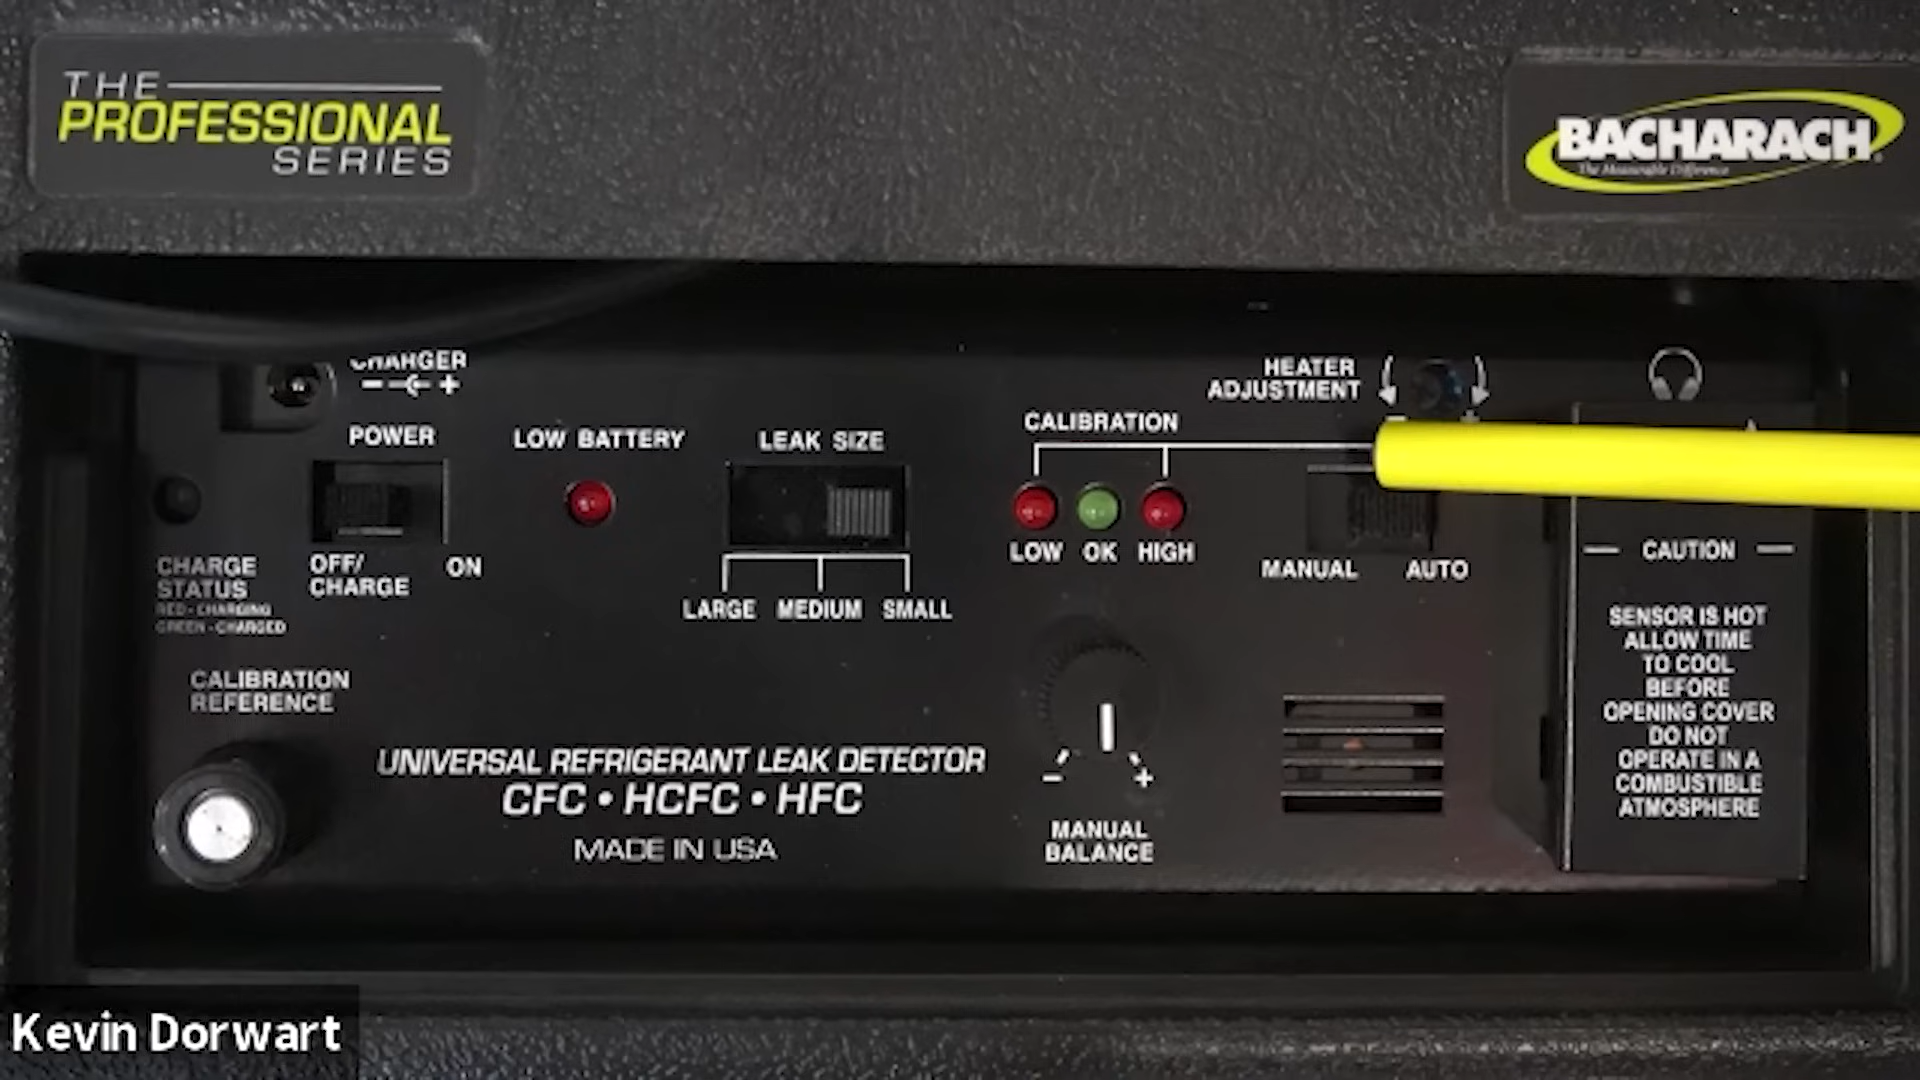 THE
PROFESSIONAL
SERIES
BACHARACH
The Measurable Difference
CHARGER
- +
POWER
OFF/
CHARGE
ON
CHARGE
STATUS
RED - CHARGING
GREEN - CHARGED
LOW BATTERY
LEAK SIZE
LARGE MEDIUM SMALL
CALIBRATION
LOW OK HIGH
HEATER
ADJUSTMENT
- +
MANUAL AUTO
CALIBRATION
REFERENCE
UNIVERSAL REFRIGERANT LEAK DETECTOR
CFC • HCFC • HFC
MADE IN USA
- +
MANUAL
BALANCE
CAUTION
SENSOR IS HOT
ALLOW TIME
TO COOL
BEFORE
OPENING COVER
DO NOT
OPERATE IN A
COMBUSTIBLE
ATMOSPHERE
Kevin Dorwart